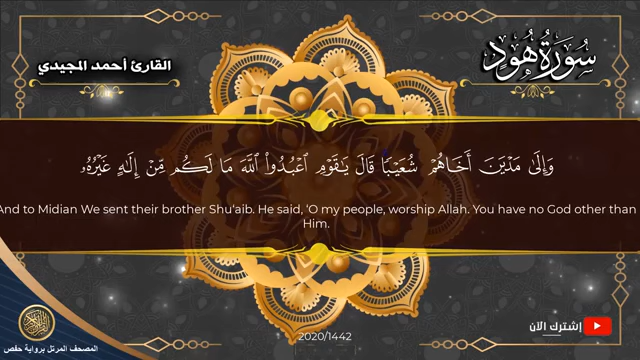 سورة هود
القارئ أحمد المجيدي
وَإِلَىٰ مَدْيَنَ أَخَاهُمْ شُعَيْبًا قَالَ يَـٰقَوْمِ ٱعْبُدُوا۟ ٱللَّهَ مَا لَكُم مِّنْ إِلَـٰهٍ غَيْرُهُۥ
And to Midian We sent their brother Shu'aib. He said, 'O my people, worship Allah. You have no God other than
Him.
إشترك الآن
2020/1442
المصحف المرتل برواية حفص